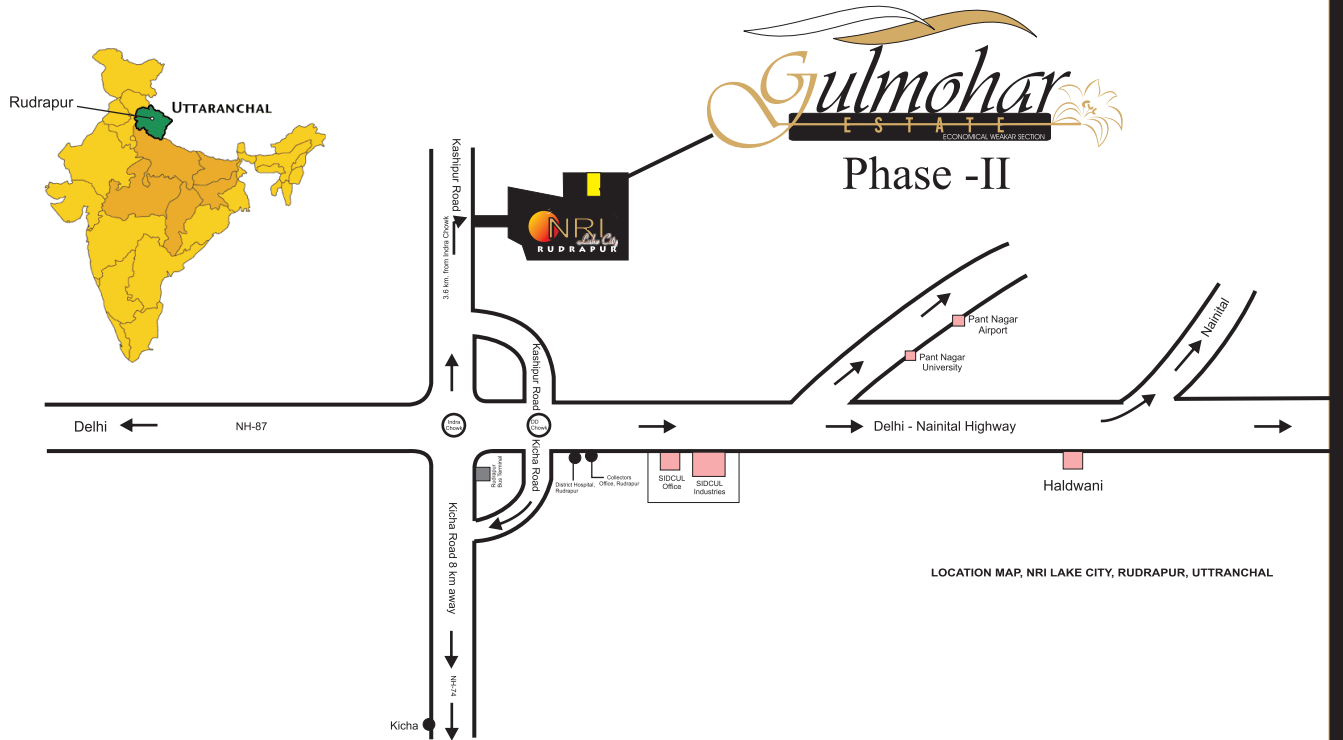 Gulmohar
ESTATE
ECONOMICAL WEAKAR SECTION
Phase -II
Rudrapur
UTTARANCHAL
Kashipur Road
3.6 km. from Indra Chowk
NRI
Lake City
RUDRAPUR
Kashipur Road
Pant Nagar
Airport
Pant Nagar
University
Nainital
Delhi
NH-87
Indra
Chowk
DD
Chowk
Delhi - Nainital Highway
Kicha Road
Rudrapur
Bus Terminal
District Hospital,
Rudrapur
Collectors
Office, Rudrapur
SIDCUL
Office
SIDCUL
Industries
Haldwani
Kicha Road 8 km away
NH-74
Kicha
LOCATION MAP, NRI LAKE CITY, RUDRAPUR, UTTRANCHAL